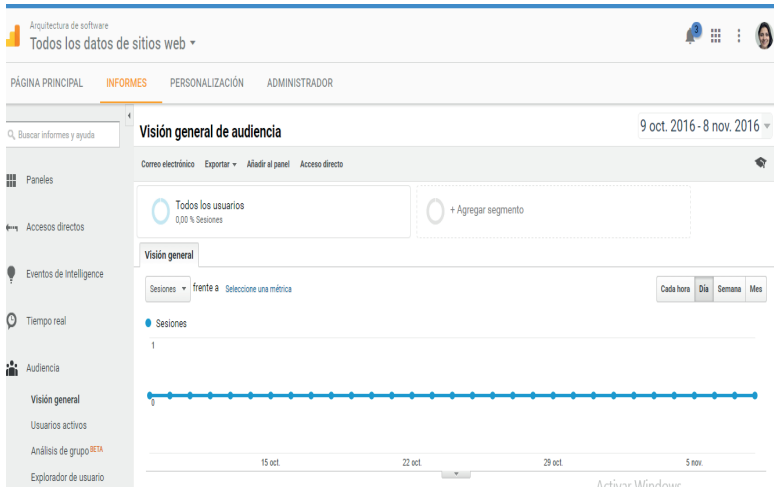 Arquitectura de software
Todos los datos de sitios web
3
PÁGINA PRINCIPAL INFORMES PERSONALIZACIÓN ADMINISTRADOR
Buscar informes y ayuda
Visión general de audiencia
9 oct. 2016 - 8 nov. 2016
Correo electrónico Exportar Añadir al panel Acceso directo
Paneles
Accesos directos
Eventos de Intelligence
Tiempo real
Audiencia
Visión general
Usuarios activos
Análisis de grupo BETA
Explorador de usuario
Todos los usuarios
0,00 % Sesiones
+ Agregar segmento
Visión general
Sesiones frente a Seleccione una métrica
Cada hora Día Semana Mes
Sesiones
1
0
15 oct. 22 oct. 29 oct. 5 nov.
Activar Windows